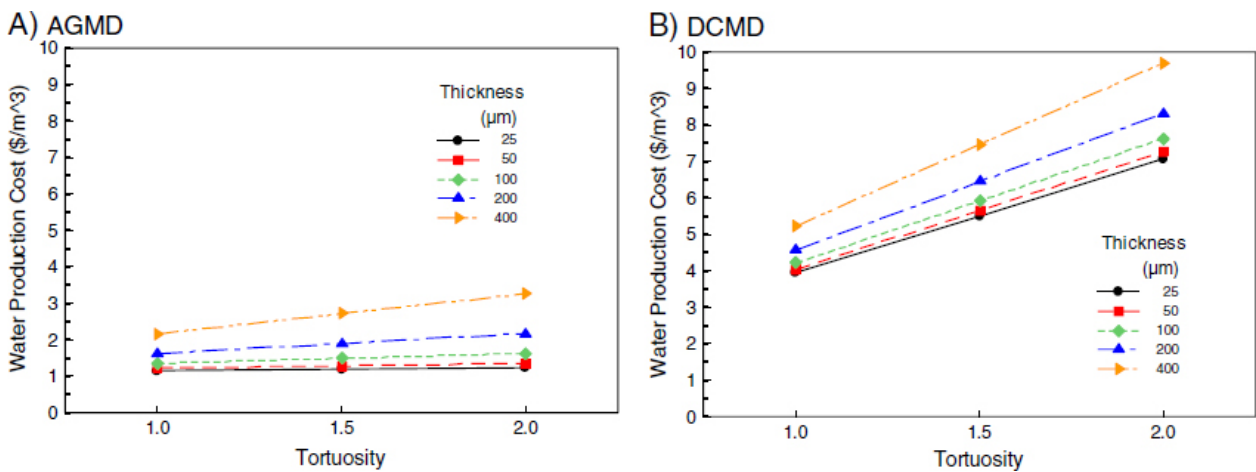 A) AGMD
10
9
8
7
6
5
4
3
2
1
0
Water Production Cost ($/m^3)
Thickness
(μm)
25
50
100
200
400
1.0 1.5 2.0
Tortuosity
B) DCMD
10
9
8
7
6
5
4
3
2
1
0
Water Production Cost ($/m^3)
Thickness
(μm)
25
50
100
200
400
1.0 1.5 2.0
Tortuosity